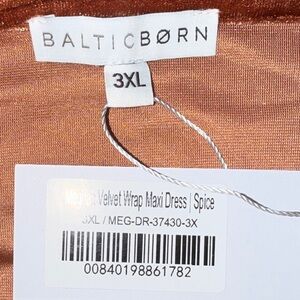 BALTICBØRN
3XL
Velvet Wrap Maxi Dress | Spice
3XL / MEG-DR-37430-3X
00840198861782